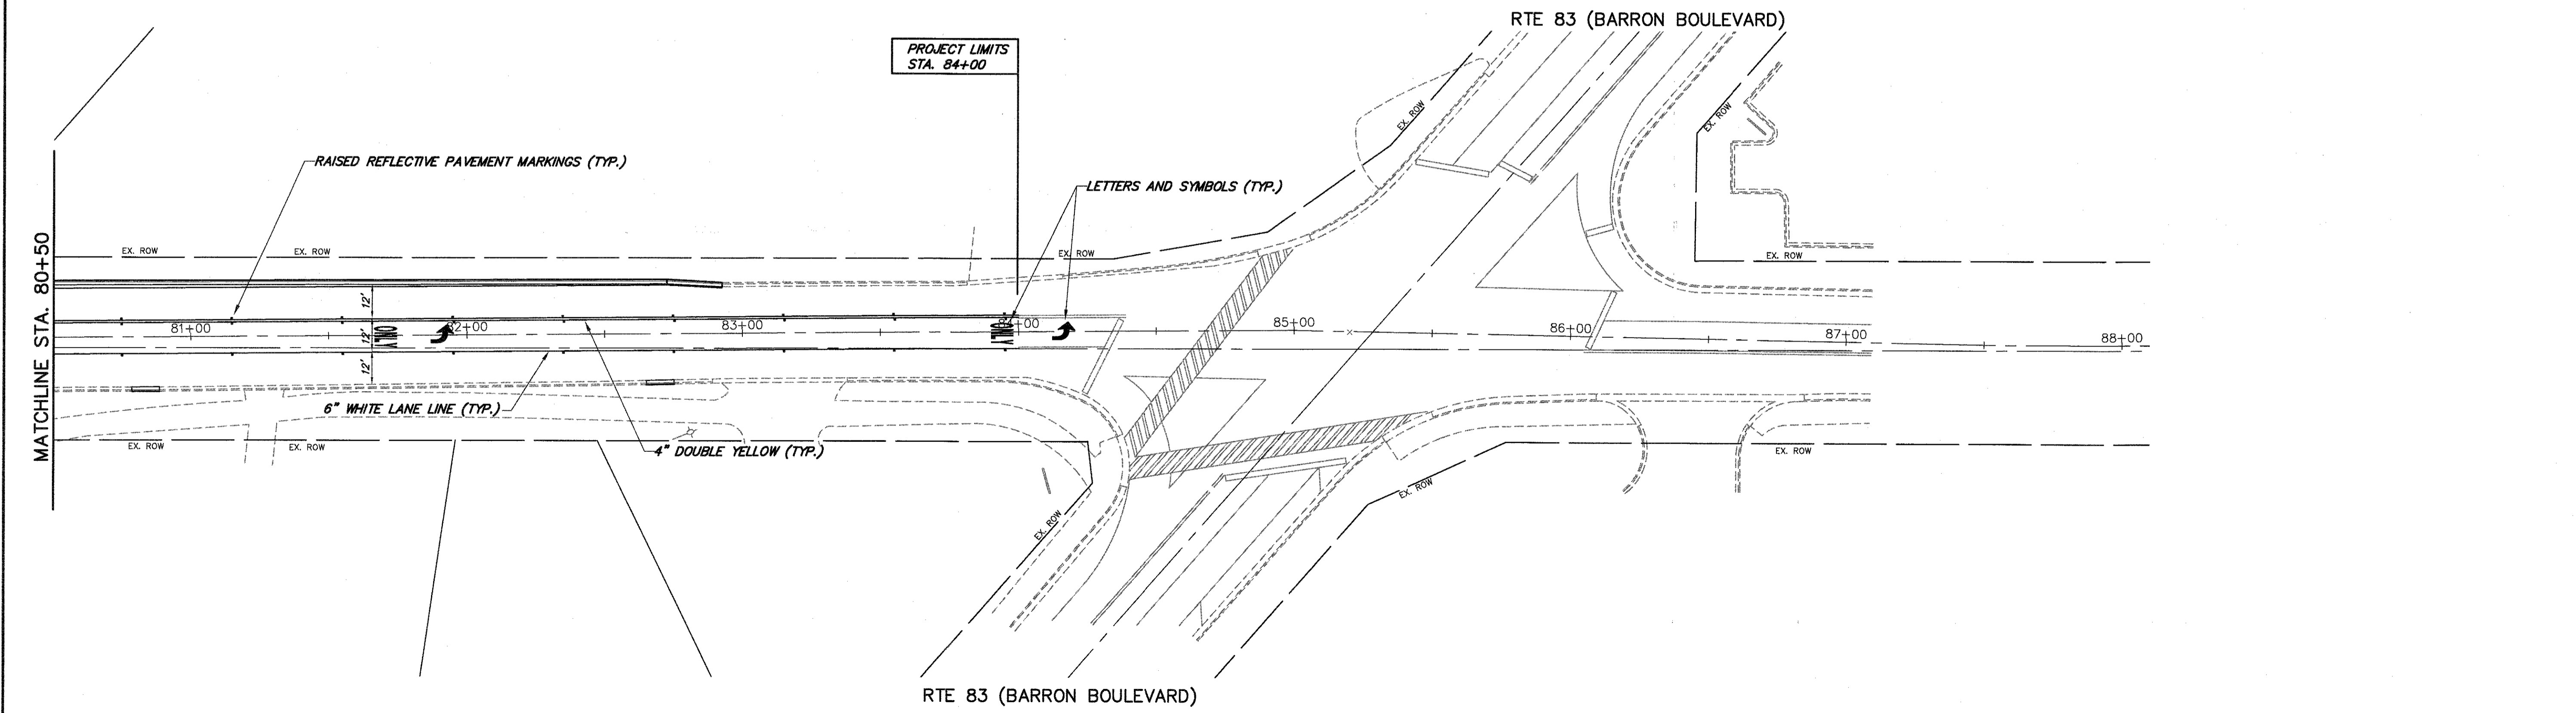 RTE 83 (BARRON BOULEVARD)
PROJECT LIMITS
STA. 84+00
RAISED REFLECTIVE PAVEMENT MARKINGS (TYP.)
LETTERS AND SYMBOLS (TYP.)
EX. ROW
EX. ROW
EX. ROW
EX. ROW
EX. ROW
EX. ROW
MATCHLINE STA. 80+50
12'
12'
12'
81+00
ONLY
82+00
83+00
ONLY
85+00
86+00
87+00
88+00
6" WHITE LANE LINE (TYP.)
4" DOUBLE YELLOW (TYP.)
EX. ROW
EX. ROW
EX. ROW
EX. ROW
EX. ROW
RTE 83 (BARRON BOULEVARD)